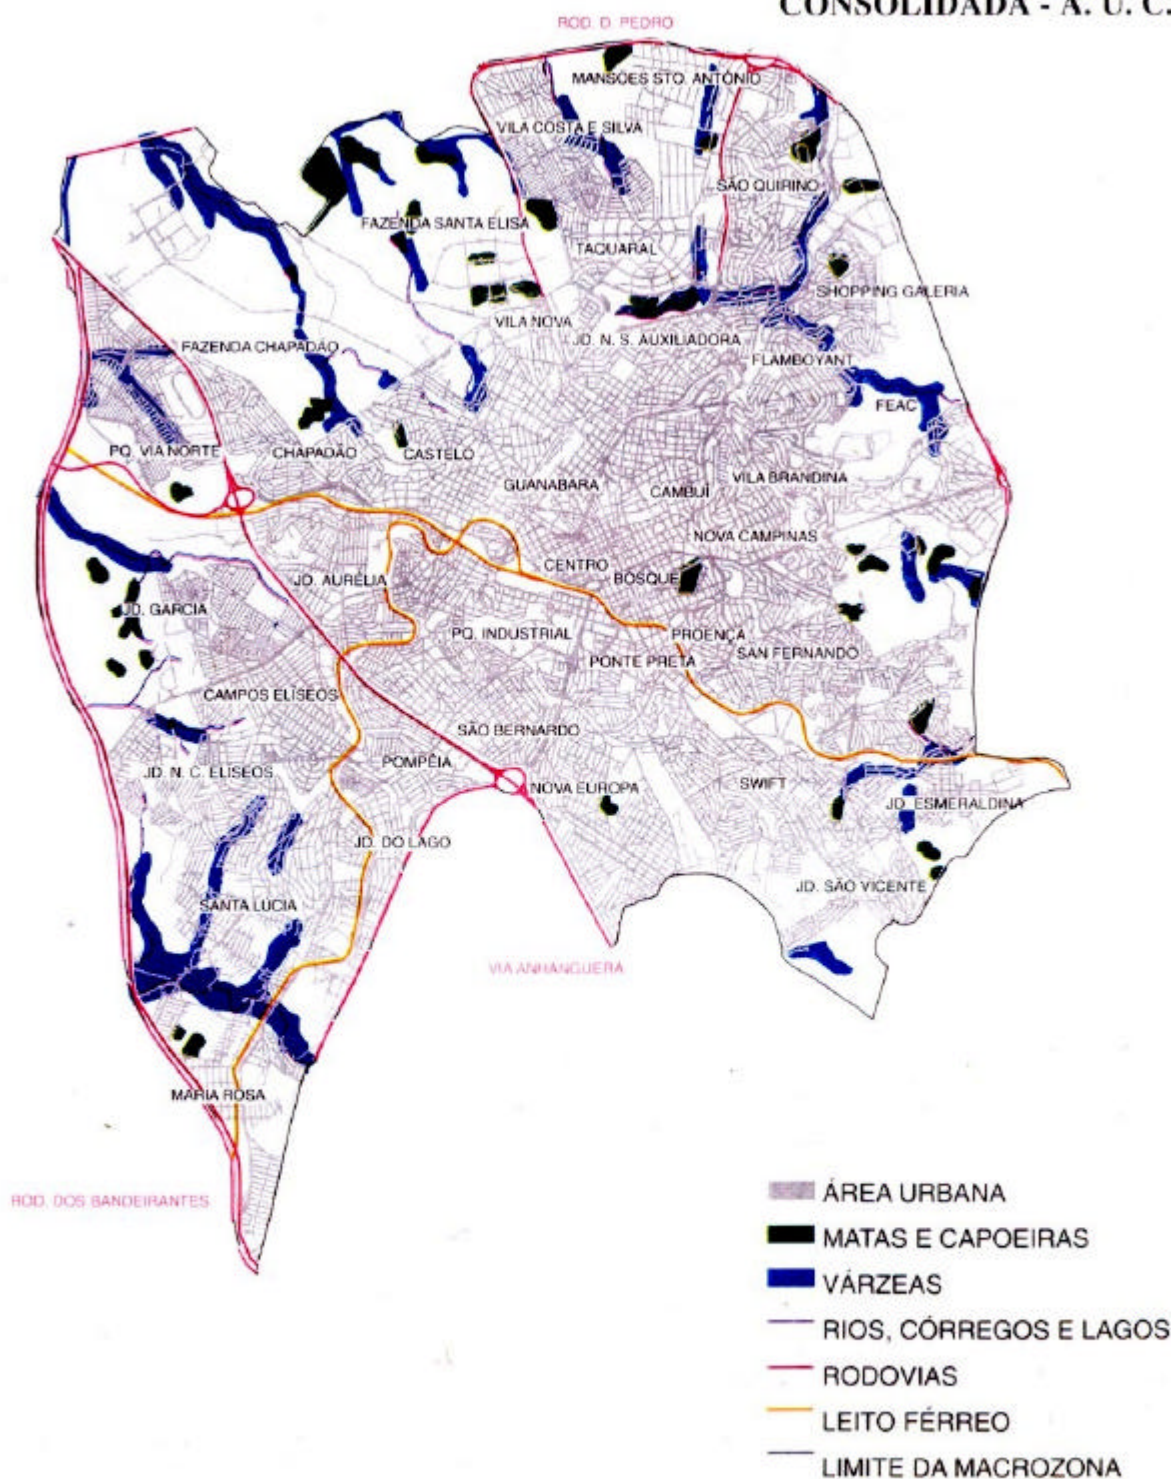 CONSOLIDADA - A. U. C.
ROD. D. PEDRO
MANSÕES STO. ANTÔNIO
VILA COSTA E SILVA
SÃO QUIRINO
FAZENDA SANTA ELISA
TAQUARAL
SHOPPING GALERIA
VILA NOVA
JD. N. S. AUXILIADORA
FAZENDA CHAPADÃO
FLAMBOYANT
FEAC
PQ. VIA NORTE
CHAPADÃO
CASTELO
GUANABARA
CAMBUÍ
VILA BRANDINA
NOVA CAMPINAS
CENTRO
BOSQUE
JD. AURÉLIA
JD. GARCIA
PQ. INDUSTRIAL
PROENÇA
PONTE PRETA
SAN FERNANDO
CAMPOS ELÍSEOS
SÃO BERNARDO
POMPÉIA
JD. N. C. ELÍSEOS
NOVA EUROPA
SWIFT
JD. ESMERALDINA
JD. DO LAGO
JD. SÃO VICENTE
SANTA LÚCIA
VIA ANHANGUERA
MARIA ROSA
ROD. DOS BANDEIRANTES
ÁREA URBANA
MATAS E CAPOEIRAS
VÁRZEAS
RIOS, CÓRREGOS E LAGOS
RODOVIAS
LEITO FÉRREO
LIMITE DA MACROZONA